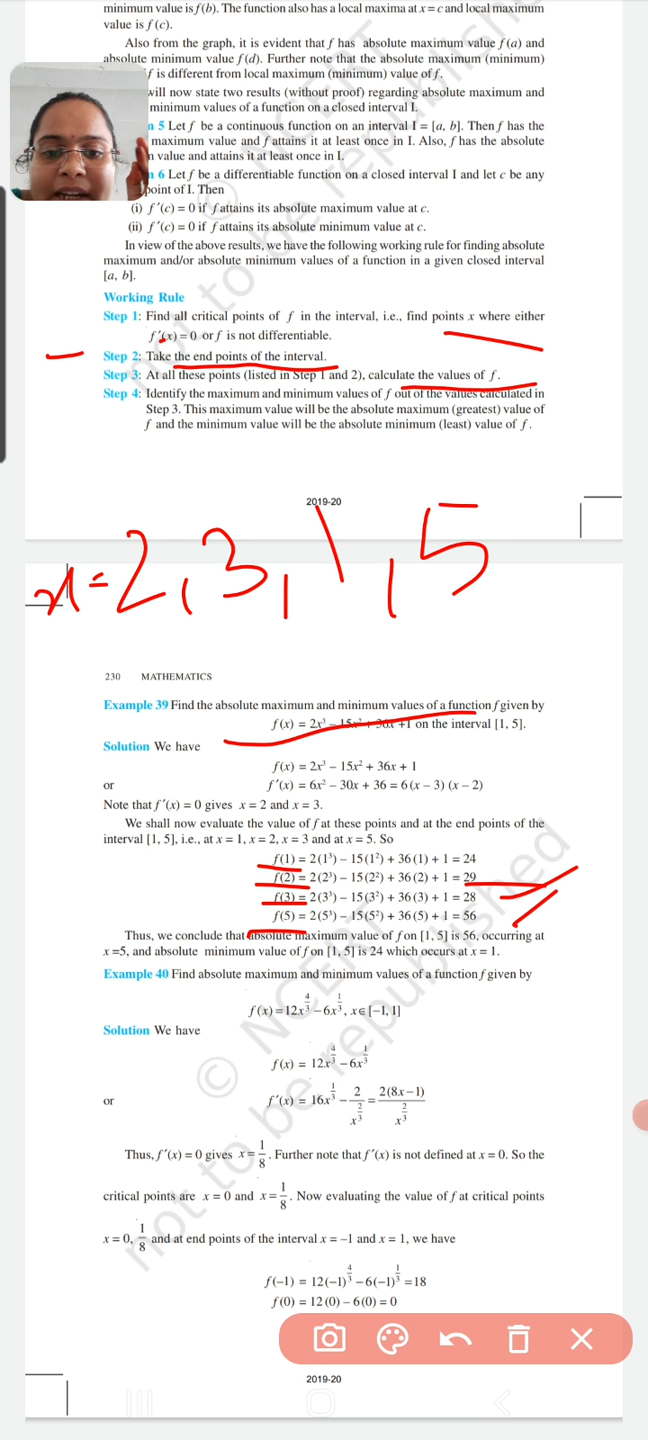 minimum value is f(b). The function also has a local maxima at x = c and local maximum
value is f (c).
Also from the graph, it is evident that f has absolute maximum value f(a) and
absolute minimum value f(d). Further note that the absolute maximum (minimum)
f is different from local maximum (minimum) value of f.
will now state two results (without proof) regarding absolute maximum and
minimum values of a function on a closed interval I.
5 Let f be a continuous function on an interval I = [a, b]. Then f has the
maximum value and f attains it at least once in I. Also, f has the absolute
value and attains it at least once in I.
6 Let f be a differentiable function on a closed interval I and let c be any
point of I. Then
(i) f ′(c) = 0 if f attains its absolute maximum value at c.
(ii) f ′(c) = 0 if f attains its absolute minimum value at c.
In view of the above results, we have the following working rule for finding absolute
maximum and/or absolute minimum values of a function in a given closed interval
[a, b].
Working Rule
Step 1: Find all critical points of f in the interval, i.e., find points x where either
f ′(x) = 0 or f is not differentiable.
Step 2: Take the end points of the interval.
Step 3: At all these points (listed in Step 1 and 2), calculate the values of f .
Step 4: Identify the maximum and minimum values of f out of the values calculated in
Step 3. This maximum value will be the absolute maximum (greatest) value of
f and the minimum value will be the absolute minimum (least) value of f .
2019-20
x = 2, 3, 1, 5
230 MATHEMATICS
Example 39 Find the absolute maximum and minimum values of a function f given by
f(x) = 2x³ – 15x² + 36x +1 on the interval [1, 5].
Solution We have
f(x) = 2x³ – 15x² + 36x + 1
or f ′(x) = 6x² – 30x + 36 = 6 (x – 3) (x – 2)
Note that f ′(x) = 0 gives x = 2 and x = 3.
We shall now evaluate the value of f at these points and at the end points of the
interval [1, 5], i.e., at x = 1, x = 2, x = 3 and at x = 5. So
f(1) = 2(1³) – 15(1²) + 36 (1) + 1 = 24
f(2) = 2(2³) – 15(2²) + 36 (2) + 1 = 29
f(3) = 2(3³) – 15(3²) + 36 (3) + 1 = 28
f(5) = 2(5³) – 15(5²) + 36 (5) + 1 = 56
Thus, we conclude that absolute maximum value of f on [1, 5] is 56, occurring at
x =5, and absolute minimum value of f on [1, 5] is 24 which occurs at x = 1.
Example 40 Find absolute maximum and minimum values of a function f given by
f(x) = 12x^(4/3) – 6x^(1/3), x ∈ [–1, 1]
Solution We have
f(x) = 12x^(4/3) – 6x^(1/3)
or f ′(x) = 16x^(1/3) – 2/x^(2/3) = 2(8x – 1)/x^(2/3)
Thus, f ′(x) = 0 gives x = 1/8. Further note that f ′(x) is not defined at x = 0. So the
critical points are x = 0 and x = 1/8. Now evaluating the value of f at critical points
x = 0, 1/8 and at end points of the interval x = –1 and x = 1, we have
f(–1) = 12(–1)^(4/3) – 6(–1)^(1/3) = 18
f(0) = 12 (0) – 6 (0) = 0
2019-20
© NCERT
not to be republished
© NCERT
not to be republished